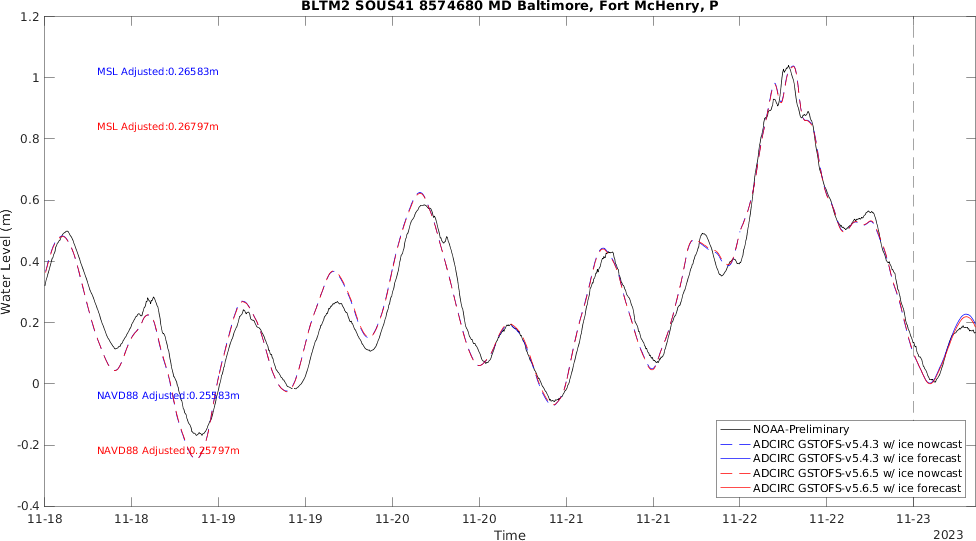 BLTM2 SOUS41 8574680 MD Baltimore, Fort McHenry, P
1.2
1
0.8
0.6
0.4
0.2
0
-0.2
-0.4
Water Level (m)
MSL Adjusted:0.26583m
MSL Adjusted:0.26797m
NAVD88 Adjusted:0.25583m
NAVD88 Adjusted:0.25797m
NOAA-Preliminary
ADCIRC GSTOFS-v5.4.3 w/ ice nowcast
ADCIRC GSTOFS-v5.4.3 w/ ice forecast
ADCIRC GSTOFS-v5.6.5 w/ ice nowcast
ADCIRC GSTOFS-v5.6.5 w/ ice forecast
11-18 11-18 11-19 11-19 11-20 11-20 11-21 11-21 11-22 11-22 11-23
Time
2023